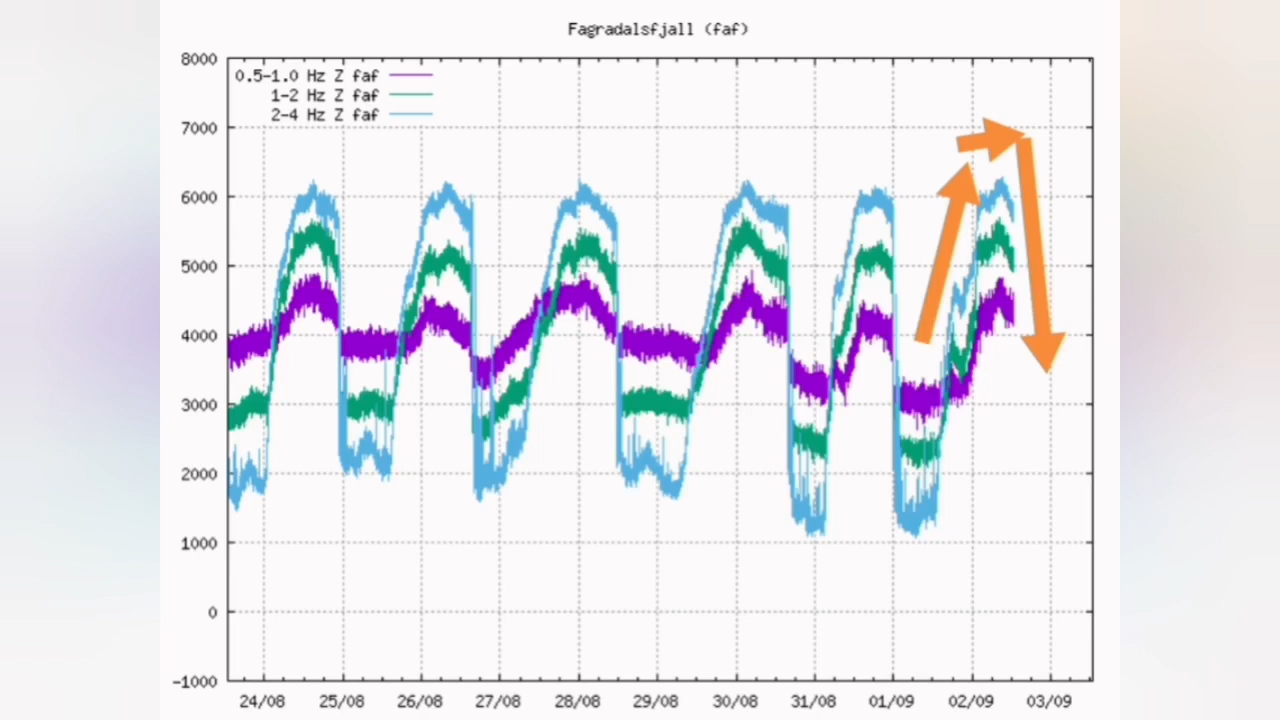 Fagradalsfjall (faf)
8000
0.5-1.0 Hz Z faf
1-2 Hz Z faf
2-4 Hz Z faf
7000
6000
5000
4000
3000
2000
1000
0
-1000
24/08 25/08 26/08 27/08 28/08 29/08 30/08 31/08 01/09 02/09 03/09